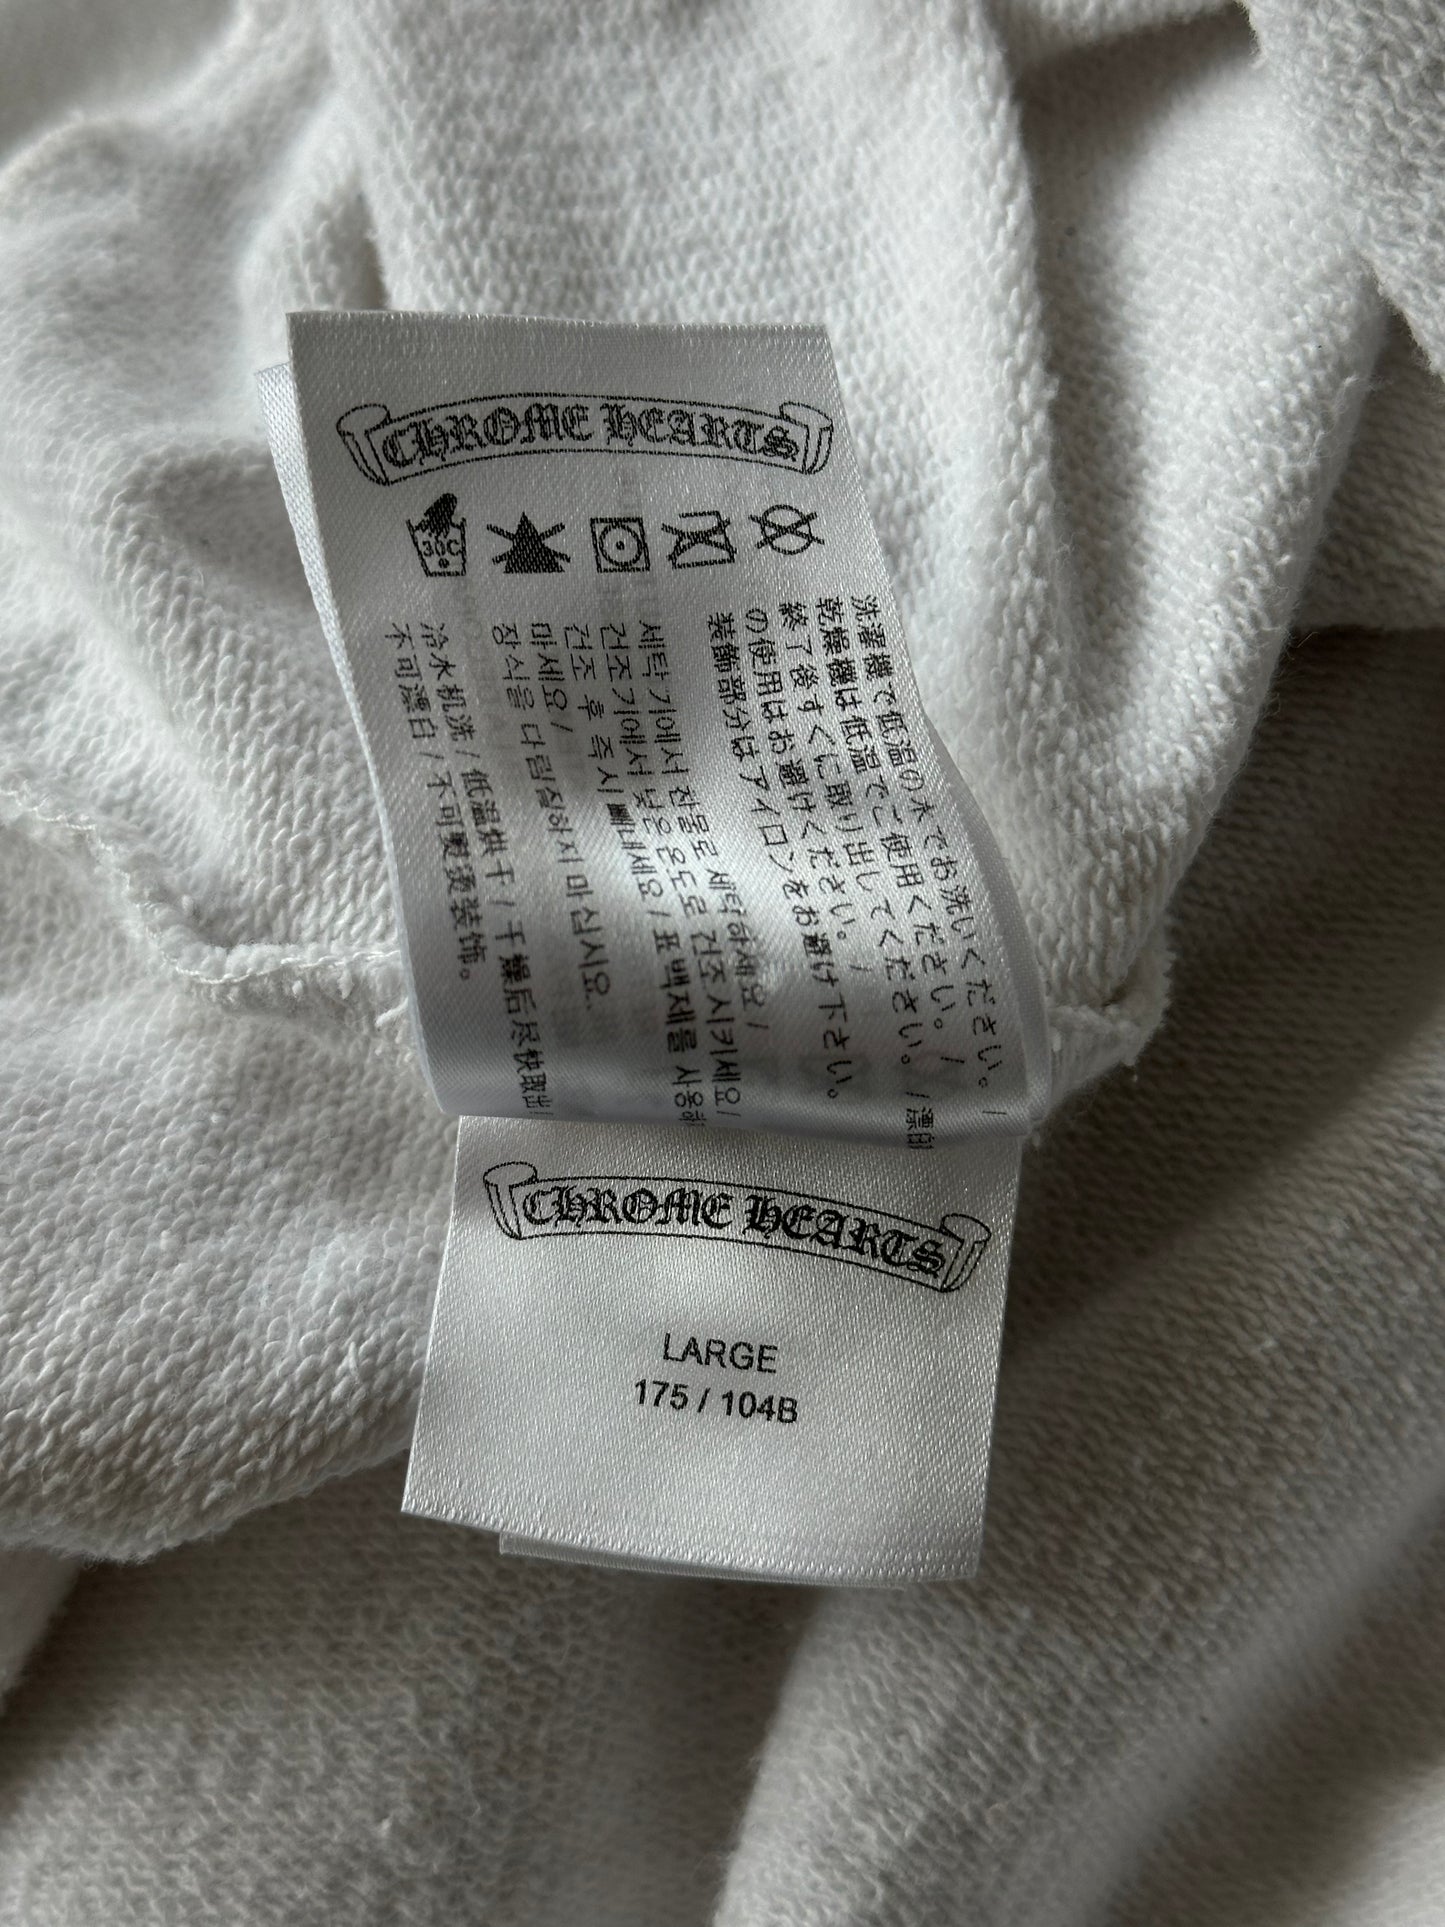 CHROME HEARTS
30C
洗濯機で低温の水でお洗いください。/
乾燥機は低温でご使用ください。/
終了後すぐに取り出してください。/漂白
の使用はお避けください。/
装飾部分はアイロンをお避け下さい。
세탁기에서 찬물로 세탁하세요/
건조기에서 낮은 온도로 건조시키세요/
건조 후 즉시 빼내세요/표백제를 사용하
마세요/
장식을 다림질하지 마십시요.
冷水机洗/低温烘干/干燥后尽快取出/
不可漂白/不可熨烫装饰。
CHROME HEARTS
LARGE
175 / 104B